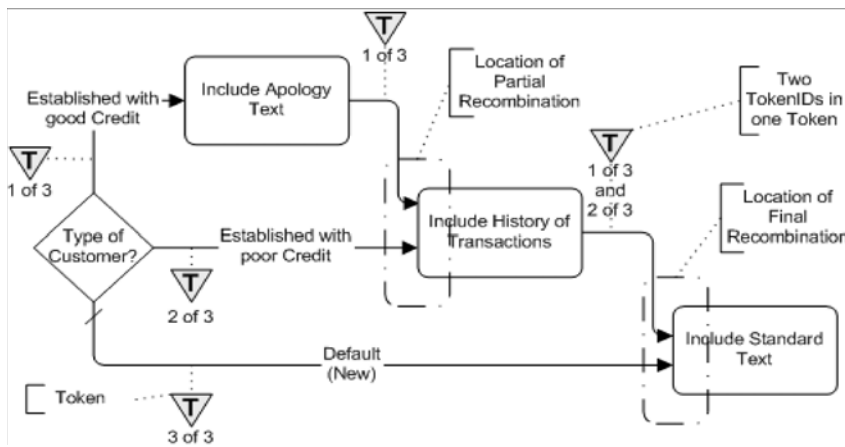 T
1 of 3
Established with
good Credit
Include Apology
Text
Location of
Partial
Recombination
Two
TokenIDs in
one Token
T
1 of 3
and
2 of 3
T
1 of 3
Type of
Customer?
Established with
poor Credit
Include History of
Transactions
Location of
Final
Recombination
T
2 of 3
Default
(New)
Include Standard
Text
Token
T
3 of 3